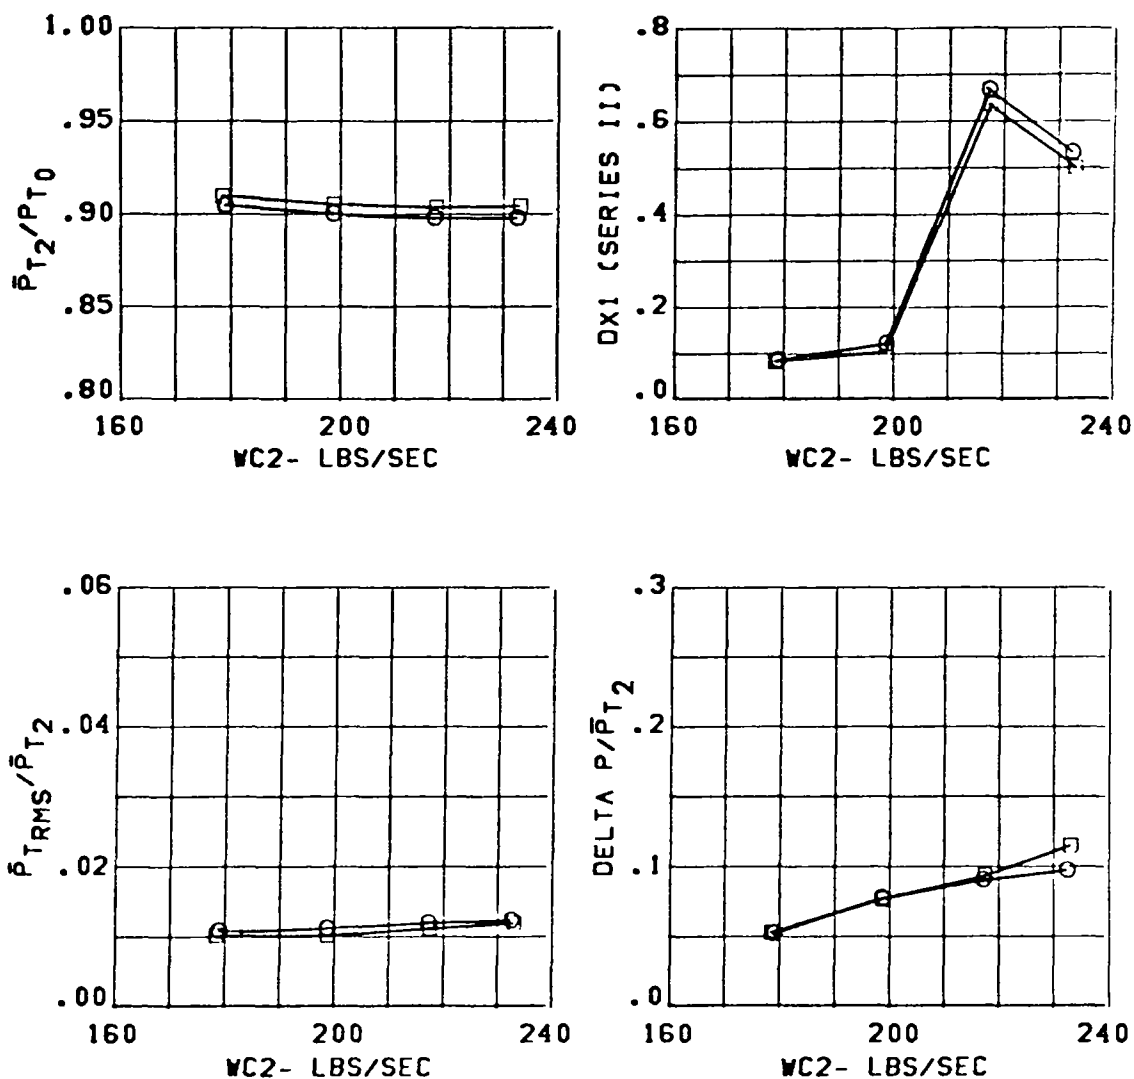 1.00
.95
.90
.85
.80
P̄T2/PT0
160 200 240
WC2- LBS/SEC
.8
.6
.4
.2
.0
DX1 (SERIES II)
160 200 240
WC2- LBS/SEC
.06
.04
.02
.00
P̄TRMS/P̄T2
160 200 240
WC2- LBS/SEC
.3
.2
.1
.0
DELTA P/P̄T2
160 200 240
WC2- LBS/SEC